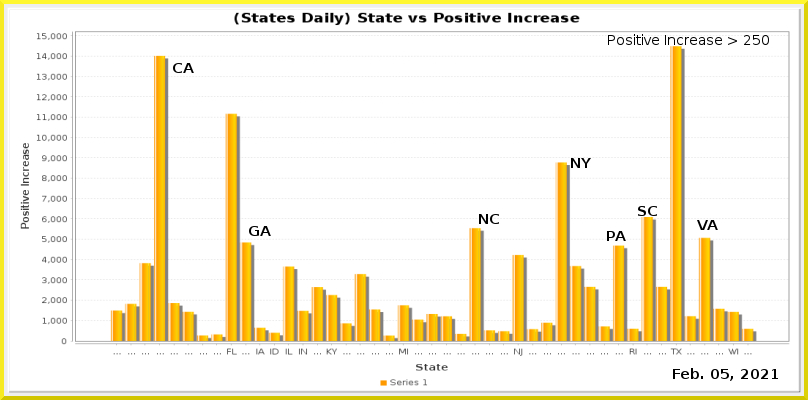 (States Daily) State vs Positive Increase
Positive Increase > 250
15,000
14,000
13,000
12,000
11,000
10,000
9,000
8,000
7,000
6,000
5,000
4,000
3,000
2,000
1,000
0
Positive Increase
CA
GA
NC
NY
PA
SC
VA
... ... ... ... ... ... ... ... FL ... IA ID IL IN ... KY ... ... ... ... MI ... ... ... ... ... ... ... NJ ... ... ... ... ... ... ... RI ... ... TX ... ... ... WI ...
State
Series 1
Feb. 05, 2021